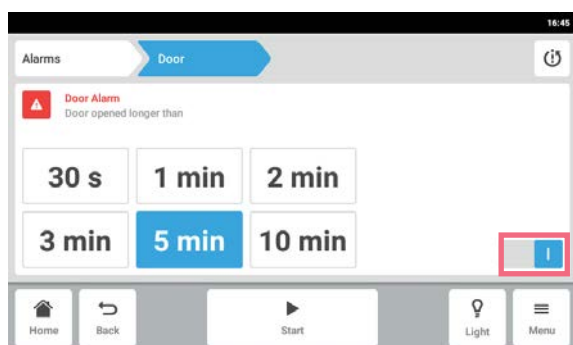 16:45
Alarms Door
Door Alarm
Door opened longer than
30 s 1 min 2 min
3 min 5 min 10 min
I
Home Back Start Light Menu